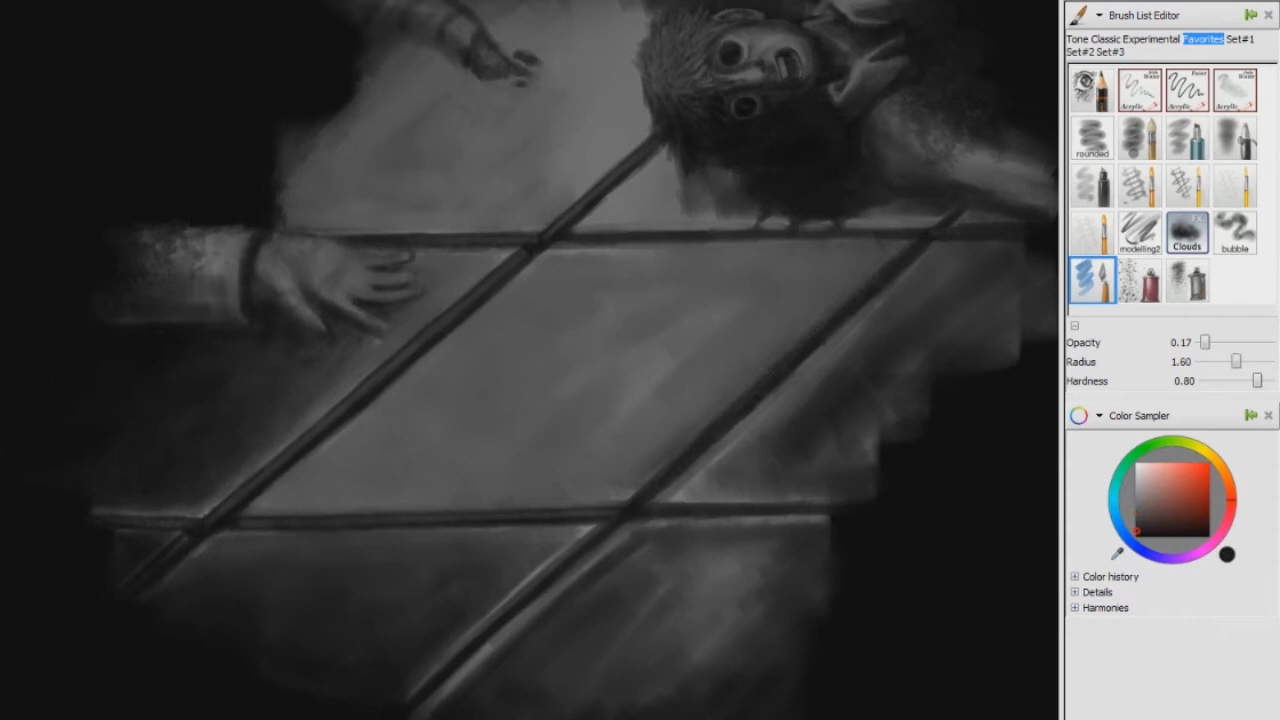 Brush List Editor
Tone Classic Experimental Favorites Set#1
Set#2 Set#3
Acrylic Acrylic Acrylic
rounded
modelling2 FX Clouds bubble
Opacity 0.17
Radius 1.60
Hardness 0.80
Color Sampler
Color history
Details
Harmonies